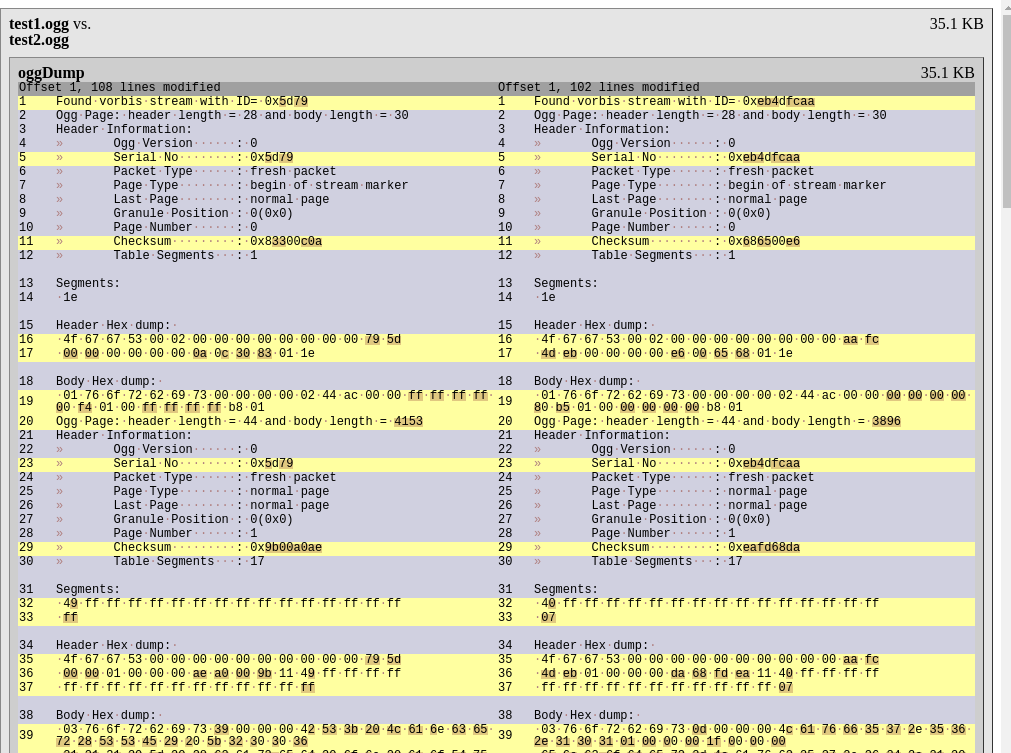 test1.ogg vs. 35.1 KB
test2.ogg
oggDump 35.1 KB
Offset 1, 108 lines modified Offset 1, 102 lines modified
1 Found·vorbis·stream·with·ID=·0x5d79 1 Found·vorbis·stream·with·ID=·0xeb4dfcaa
2 Ogg·Page:·header·length·=·28·and·body·length·=·30 2 Ogg·Page:·header·length·=·28·and·body·length·=·30
3 Header·Information: 3 Header·Information:
4 » Ogg·Version······:·0 4 » Ogg·Version······:·0
5 » Serial·No········:·0x5d79 5 » Serial·No········:·0xeb4dfcaa
6 » Packet·Type······:·fresh·packet 6 » Packet·Type······:·fresh·packet
7 » Page·Type········:·begin·of·stream·marker 7 » Page·Type········:·begin·of·stream·marker
8 » Last·Page········:·normal·page 8 » Last·Page········:·normal·page
9 » Granule·Position·:·0(0x0) 9 » Granule·Position·:·0(0x0)
10 » Page·Number······:·0 10 » Page·Number······:·0
11 » Checksum·········:·0x83300c0a 11 » Checksum·········:·0x686500e6
12 » Table·Segments···:·1 12 » Table·Segments···:·1
13 Segments: 13 Segments:
14 ·1e 14 ·1e
15 Header·Hex·dump:· 15 Header·Hex·dump:·
16 ·4f·67·67·53·00·02·00·00·00·00·00·00·00·00·79·5d 16 ·4f·67·67·53·00·02·00·00·00·00·00·00·00·00·aa·fc
17 ·00·00·00·00·00·00·0a·0c·30·83·01·1e 17 ·4d·eb·00·00·00·00·e6·00·65·68·01·1e
18 Body·Hex·dump:· 18 Body·Hex·dump:·
19 ·01·76·6f·72·62·69·73·00·00·00·00·02·44·ac·00·00·ff·ff·ff·ff· 19 ·01·76·6f·72·62·69·73·00·00·00·00·02·44·ac·00·00·00·00·00·00·
00·f4·01·00·ff·ff·ff·ff·b8·01 80·b5·01·00·00·00·00·00·b8·01
20 Ogg·Page:·header·length·=·44·and·body·length·=·4153 20 Ogg·Page:·header·length·=·44·and·body·length·=·3896
21 Header·Information: 21 Header·Information:
22 » Ogg·Version······:·0 22 » Ogg·Version······:·0
23 » Serial·No········:·0x5d79 23 » Serial·No········:·0xeb4dfcaa
24 » Packet·Type······:·fresh·packet 24 » Packet·Type······:·fresh·packet
25 » Page·Type········:·normal·page 25 » Page·Type········:·normal·page
26 » Last·Page········:·normal·page 26 » Last·Page········:·normal·page
27 » Granule·Position·:·0(0x0) 27 » Granule·Position·:·0(0x0)
28 » Page·Number······:·1 28 » Page·Number······:·1
29 » Checksum·········:·0x9b00a0ae 29 » Checksum·········:·0xeafd68da
30 » Table·Segments···:·17 30 » Table·Segments···:·17
31 Segments: 31 Segments:
32 ·49·ff·ff·ff·ff·ff·ff·ff·ff·ff·ff·ff·ff·ff·ff·ff 32 ·40·ff·ff·ff·ff·ff·ff·ff·ff·ff·ff·ff·ff·ff·ff·ff
33 ·ff 33 ·07
34 Header·Hex·dump:· 34 Header·Hex·dump:·
35 ·4f·67·67·53·00·00·00·00·00·00·00·00·00·00·79·5d 35 ·4f·67·67·53·00·00·00·00·00·00·00·00·00·00·aa·fc
36 ·00·00·01·00·00·00·ae·a0·00·9b·11·49·ff·ff·ff·ff 36 ·4d·eb·01·00·00·00·da·68·fd·ea·11·40·ff·ff·ff·ff
37 ·ff·ff·ff·ff·ff·ff·ff·ff·ff·ff·ff·ff 37 ·ff·ff·ff·ff·ff·ff·ff·ff·ff·ff·ff·07
38 Body·Hex·dump:· 38 Body·Hex·dump:·
39 ·03·76·6f·72·62·69·73·39·00·00·00·42·53·3b·20·4c·61·6e·63·65· 39 ·03·76·6f·72·62·69·73·0d·00·00·00·4c·61·76·66·35·37·2e·35·36·
72·28·53·53·45·29·20·5b·32·30·30·36 2e·31·30·31·01·00·00·00·1f·00·00·00